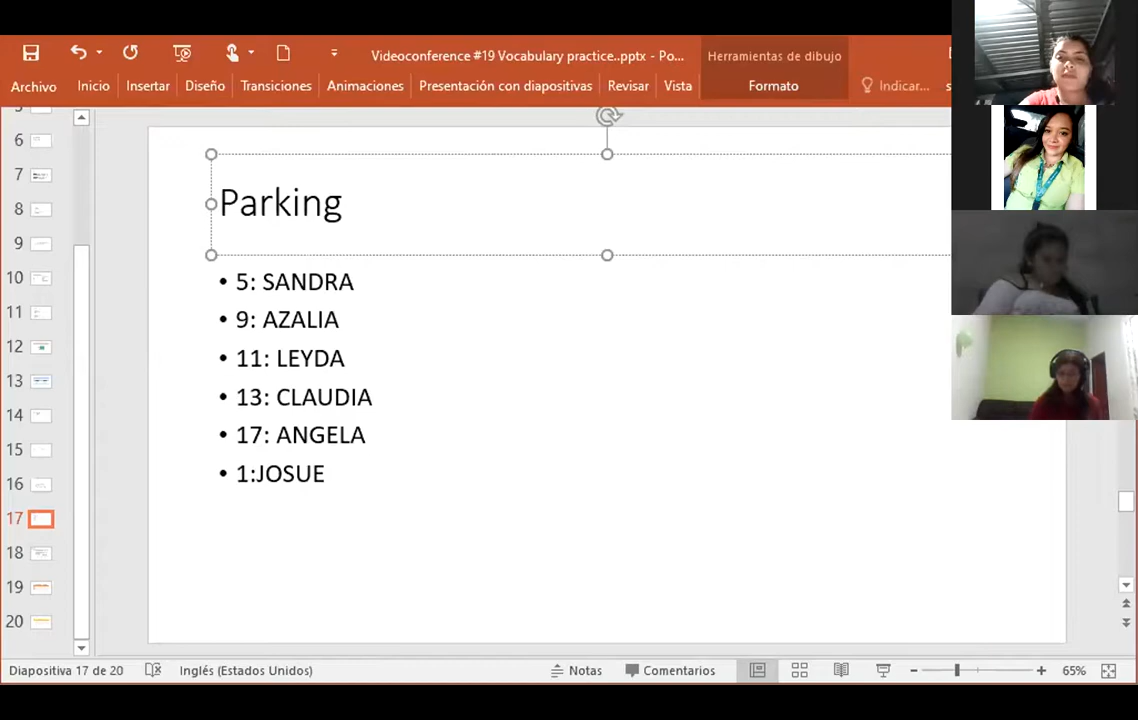 Videoconference #19 Vocabulary practice..pptx - Po...
Herramientas de dibujo
Archivo
Inicio
Insertar
Diseño
Transiciones
Animaciones
Presentación con diapositivas
Revisar
Vista
Formato
Indicar...
6
7
8
9
10
11
12
13
14
15
16
17
18
19
20
Parking
• 5: SANDRA
• 9: AZALIA
• 11: LEYDA
• 13: CLAUDIA
• 17: ANGELA
• 1:JOSUE
Diapositiva 17 de 20
Inglés (Estados Unidos)
Notas
Comentarios
65%